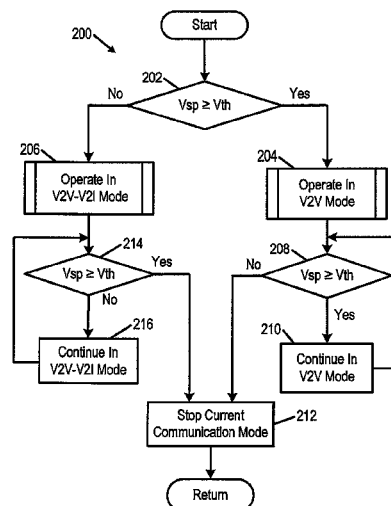 200
Start
202
No
Vsp ≥ Vth
Yes
206
Operate In
V2V-V2I Mode
204
Operate In
V2V Mode
214
Vsp ≥ Vth
Yes
No
208
No
Vsp ≥ Vth
Yes
216
Continue In
V2V-V2I Mode
210
Continue In
V2V Mode
Stop Current
Communication Mode
212
Return